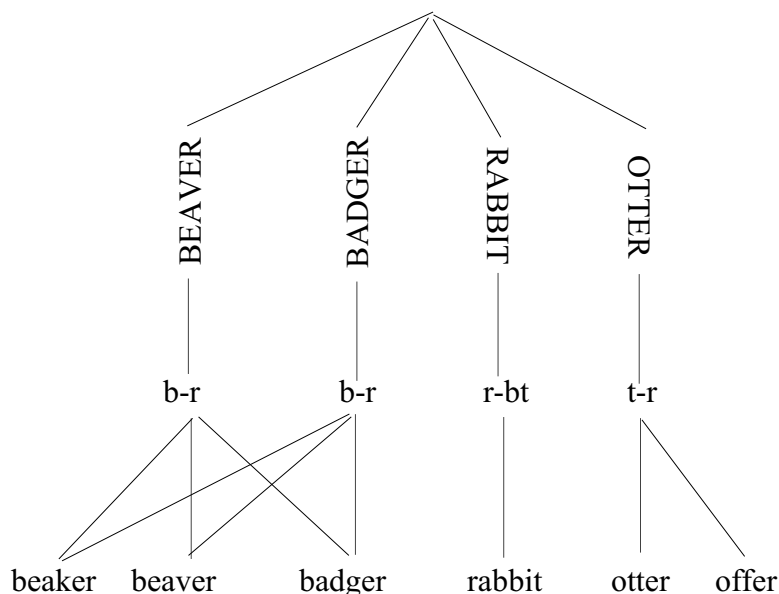 BEAVER BADGER RABBIT OTTER
b-r b-r r-bt t-r
beaker beaver badger rabbit otter offer